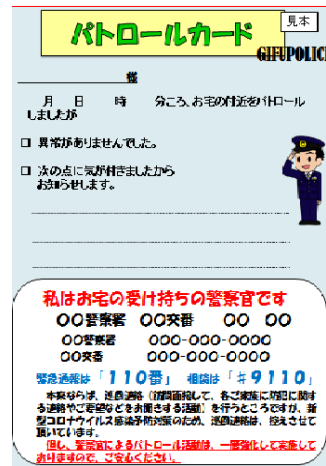 パトロールカード
見本
GIFUPOLICE
様
月 日 時 分ころ、お宅の付近をパトロール
しましたが
□ 異常がありませんでした。
□ 次の点に気が付きましたから
お知らせします。
私はお宅の受け持ちの警察官です
〇〇警察署 〇〇交番 〇〇 〇〇
〇〇警察署 000-000-0000
〇〇交番 000-000-0000
緊急通報は「110番」 相談は「#9110」
本来ならば、巡回連絡(訪問面接して、各ご家庭に防犯に関す
る連絡やご要望などをお聞きする活動)を行うところですが、新
型コロナウイルス感染予防対策のため、巡回連絡は、控えさせて
頂いています。
但し、警察官によるパトロール活動は、一層強化して実施して
おりますので、ご安心ください。